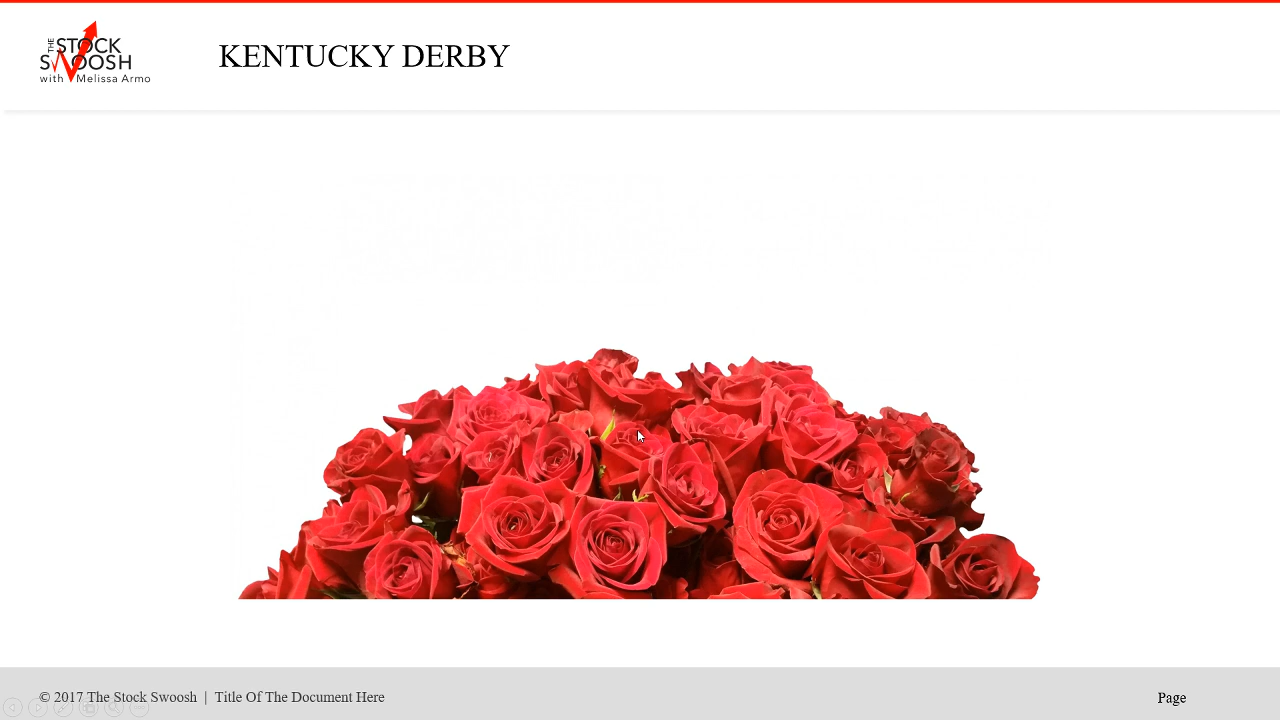 THE STOCK
SWOOSH
with Melissa Armo
KENTUCKY DERBY
© 2017 The Stock Swoosh | Title Of The Document Here
Page